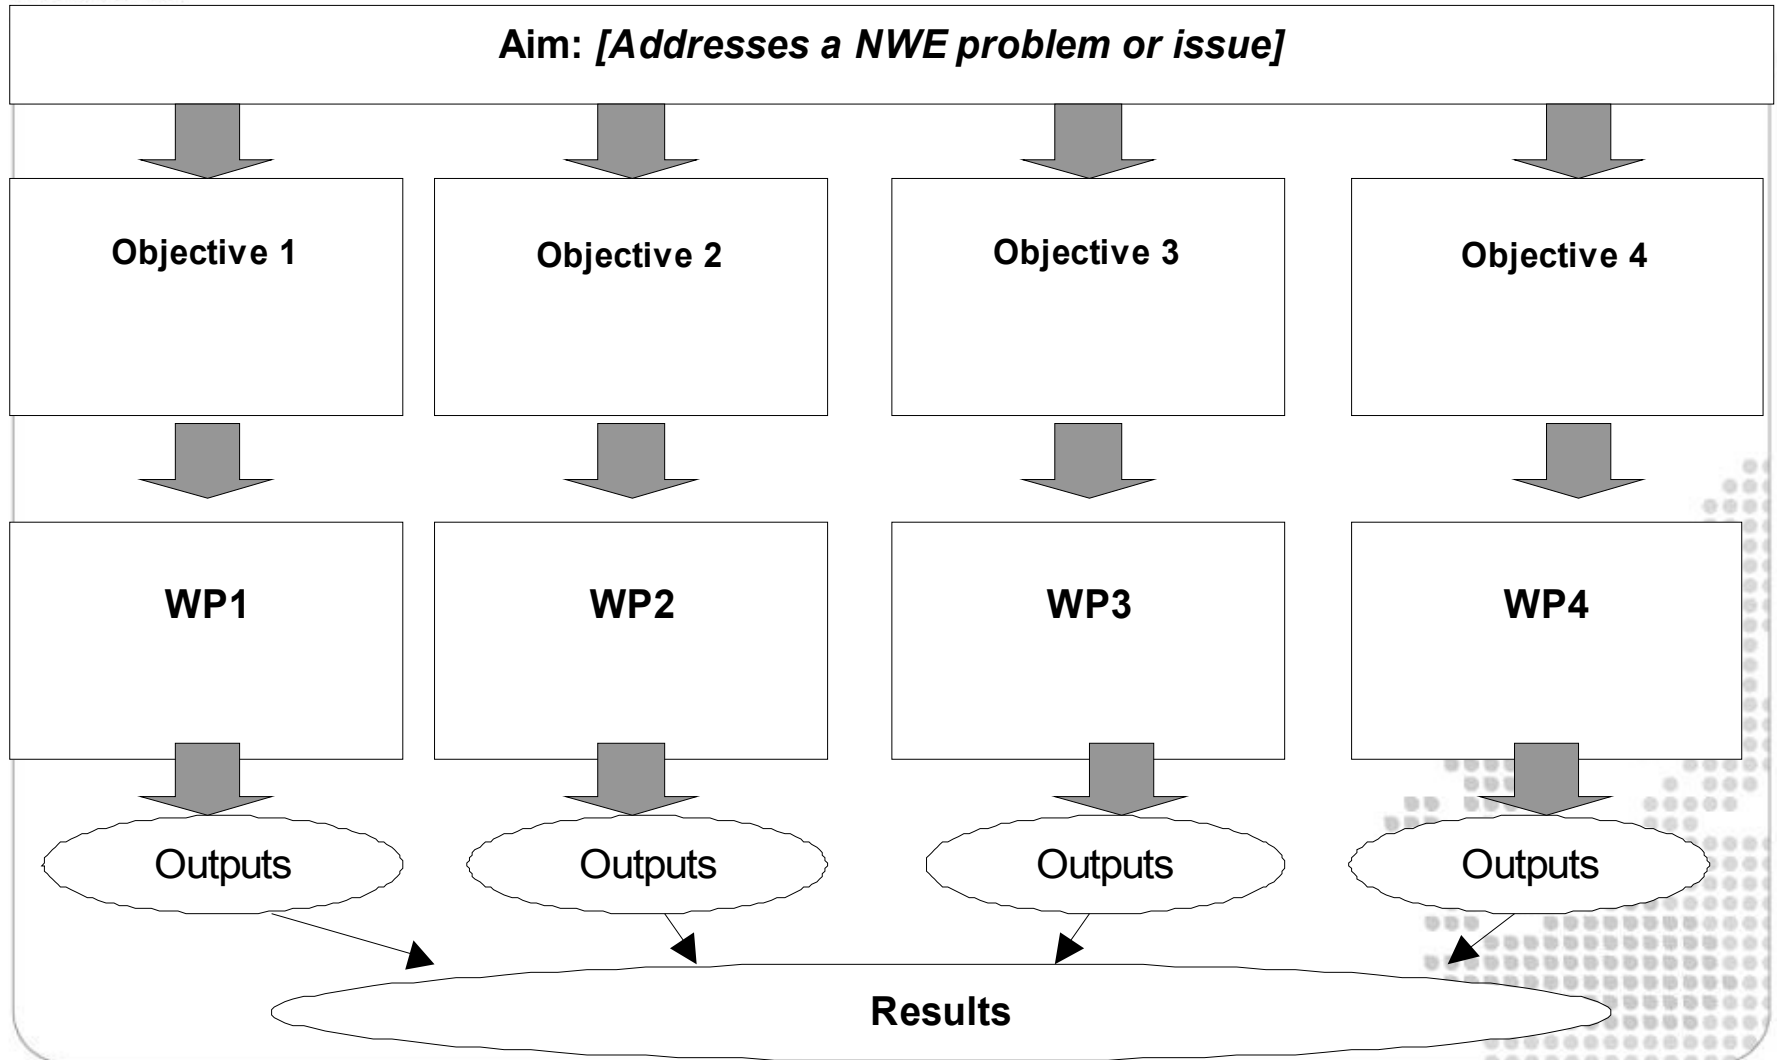 Aim: [Addresses a NWE problem or issue]
Objective 1
Objective 2
Objective 3
Objective 4
WP1
WP2
WP3
WP4
Outputs
Outputs
Outputs
Outputs
Results